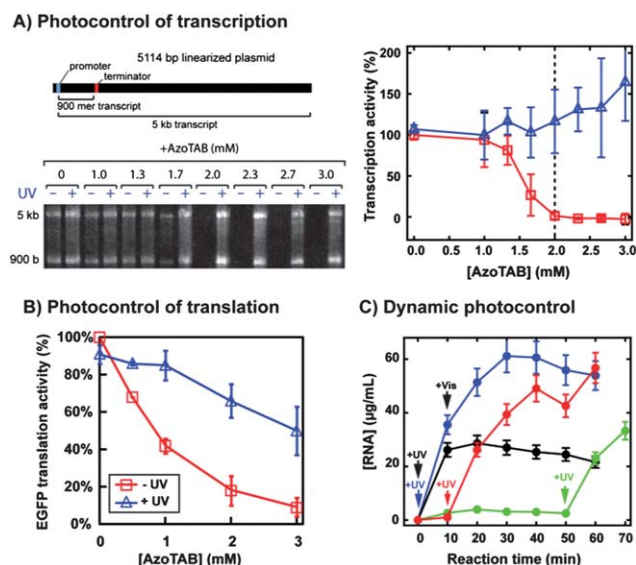 A) Photocontrol of transcription
5114 bp linearized plasmid
promoter
terminator
900 mer transcript
5 kb transcript
+AzoTAB (mM)
0 1.0 1.3 1.7 2.0 2.3 2.7 3.0
UV - + - + - + - + - + - + - + - +
5 kb
900 b
Transcription activity (%)
200
150
100
50
0
0.0 1.0 1.5 2.0 2.5 3.0
[AzoTAB] (mM)
B) Photocontrol of translation
EGFP translation activity (%)
100%
80%
60%
40%
20%
0%
- UV
+ UV
0 1 2 3
[AzoTAB] (mM)
C) Dynamic photocontrol
[RNA] (µg/mL)
60
40
20
0
+Vis
+UV
+UV
+UV
+UV
0 10 20 30 40 50 60 70
Reaction time (min)